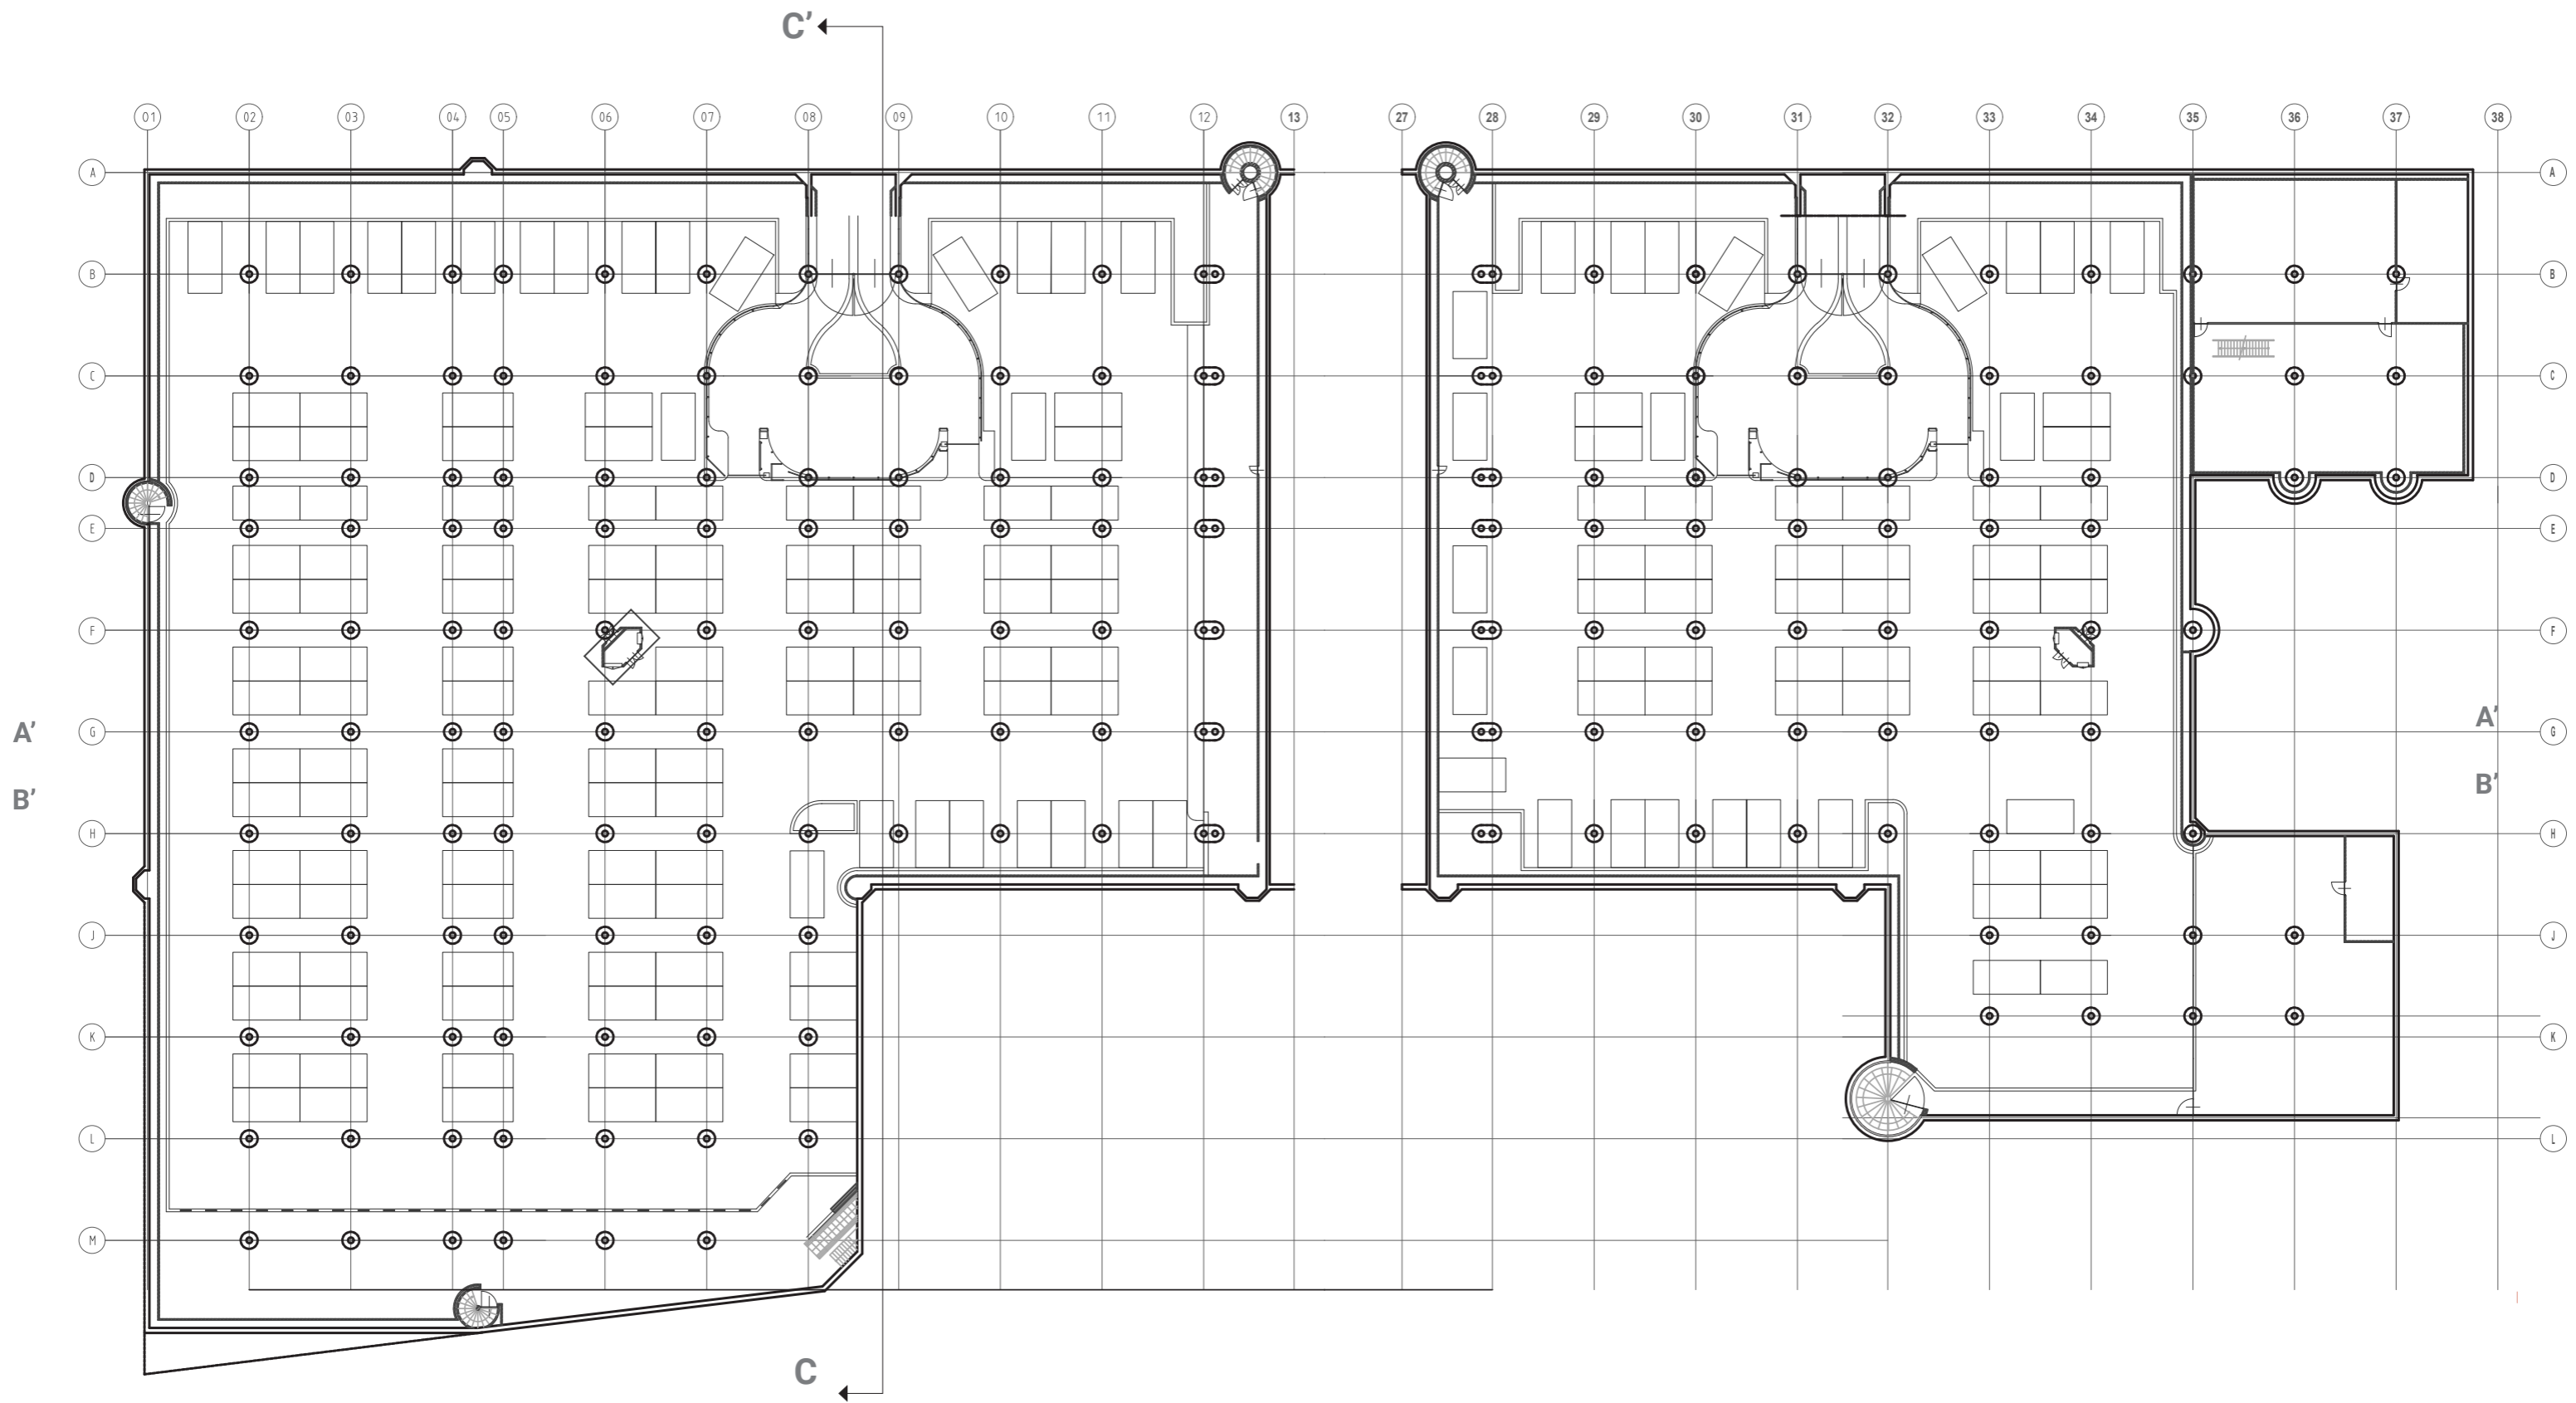 C’
01 02 03 04 05 06 07 08 09 10 11 12 13 27 28 29 30 31 32 33 34 35 36 37 38
A A
B B
C C
D D
E E
F F
A’ A’
G G
B’ B’
H H
J J
K K
L L
M
C